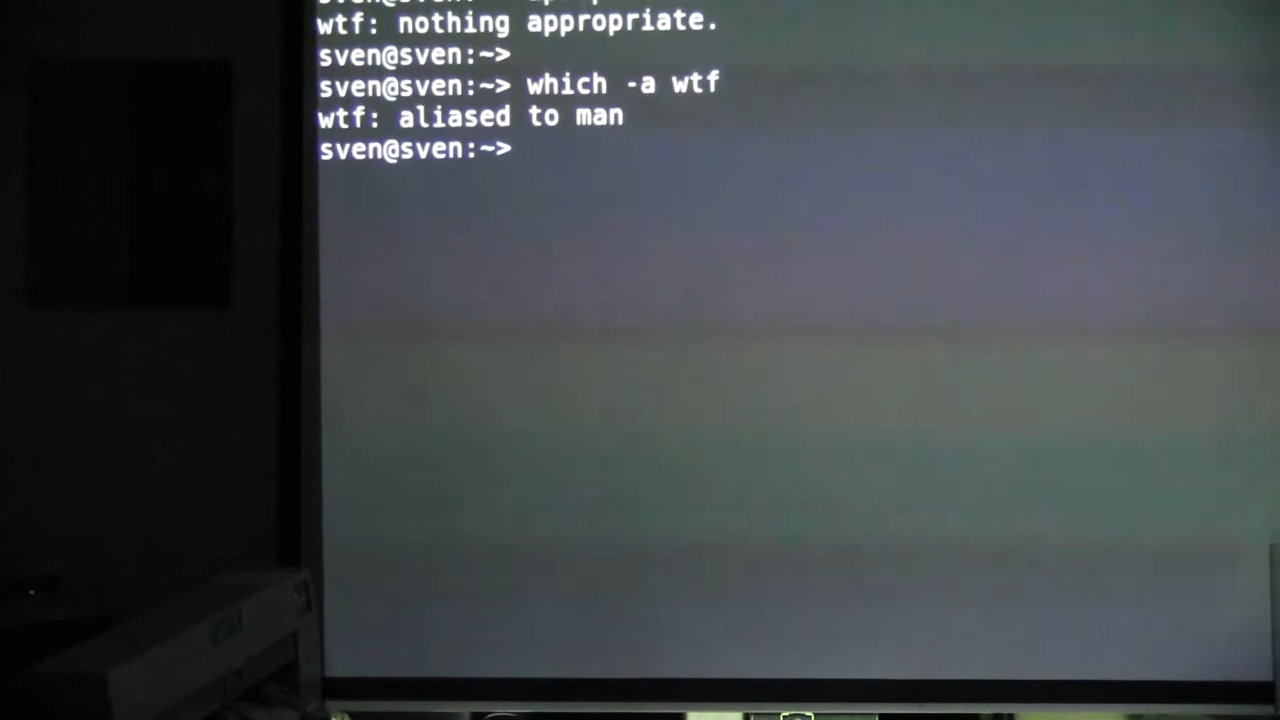 wtf: nothing appropriate.
sven@sven:~>
sven@sven:~> which -a wtf
wtf: aliased to man
sven@sven:~>